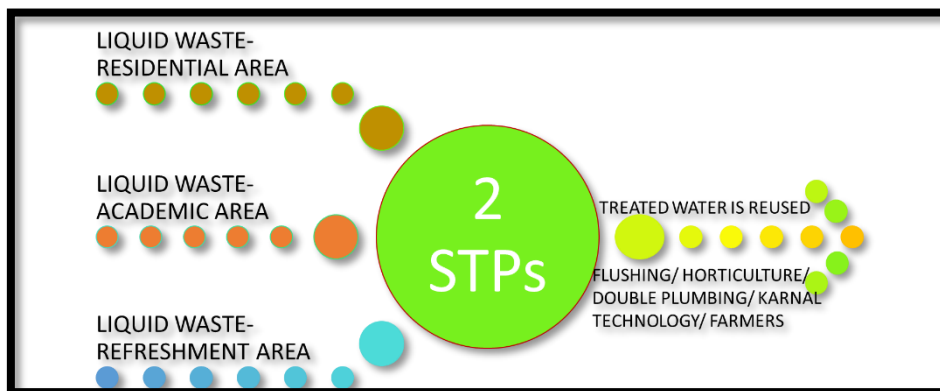 LIQUID WASTE-
RESIDENTIAL AREA
LIQUID WASTE-
ACADEMIC AREA
LIQUID WASTE-
REFRESHMENT AREA
2
STPs
TREATED WATER IS REUSED
FLUSHING/ HORTICULTURE/
DOUBLE PLUMBING/ KARNAL
TECHNOLOGY/ FARMERS